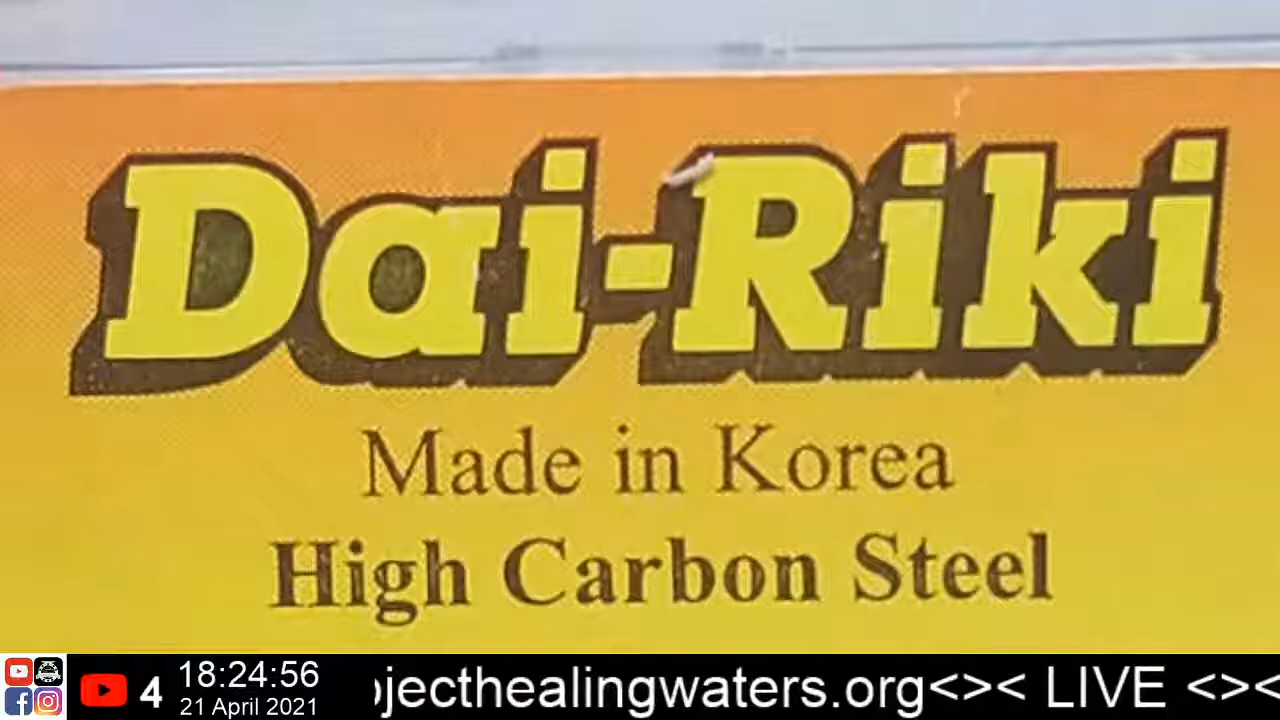 Dai-Riki
Made in Korea
High Carbon Steel
4
18:24:56
21 April 2021
jecthealingwaters.org<>< LIVE <><